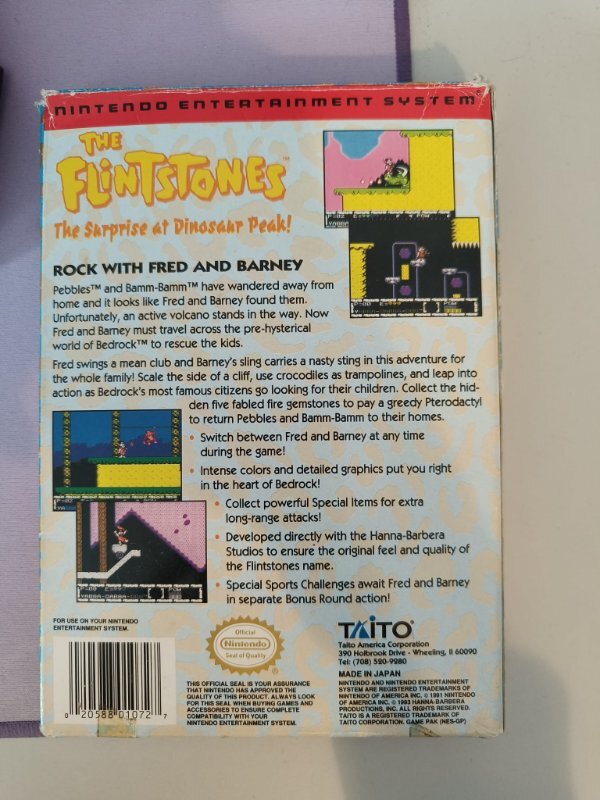 NINTENDO ENTERTAINMENT SYSTEM
THE
FLINTSTONES™
The Surprise at Dinosaur Peak!
ROCK WITH FRED AND BARNEY
Pebbles™ and Bamm-Bamm™ have wandered away from
home and it looks like Fred and Barney found them.
Unfortunately, an active volcano stands in the way. Now
Fred and Barney must travel across the pre-hysterical
world of Bedrock™ to rescue the kids.
Fred swings a mean club and Barney's sling carries a nasty sting in this adventure for
the whole family! Scale the side of a cliff, use crocodiles as trampolines, and leap into
action as Bedrock's most famous citizens go looking for their children. Collect the hid-
den five fabled fire gemstones to pay a greedy Pterodactyl
to return Pebbles and Bamm-Bamm to their homes.
• Switch between Fred and Barney at any time
during the game!
• Intense colors and detailed graphics put you right
in the heart of Bedrock!
• Collect powerful Special Items for extra
long-range attacks!
• Developed directly with the Hanna-Barbera
Studios to ensure the original feel and quality of
the Flintstones name.
• Special Sports Challenges await Fred and Barney
in separate Bonus Round action!
FOR USE ON YOUR NINTENDO
ENTERTAINMENT SYSTEM.
0 20588 01072 7
Official
Nintendo
Seal of Quality
THIS OFFICIAL SEAL IS YOUR ASSURANCE
THAT NINTENDO HAS APPROVED THE
QUALITY OF THIS PRODUCT. ALWAYS LOOK
FOR THIS SEAL WHEN BUYING GAMES AND
ACCESSORIES TO ENSURE COMPLETE
COMPATIBILITY WITH YOUR
NINTENDO ENTERTAINMENT SYSTEM.
TAITO®
Taito America Corporation
390 Holbrook Drive · Wheeling, Il 60090
Tel: (708) 520-9280
MADE IN JAPAN
NINTENDO AND NINTENDO ENTERTAINMENT
SYSTEM ARE REGISTERED TRADEMARKS OF
NINTENDO OF AMERICA INC. © 1991 NINTENDO
OF AMERICA INC. © 1993 HANNA-BARBERA
PRODUCTIONS, INC. ALL RIGHTS RESERVED.
TAITO IS A REGISTERED TRADEMARK OF
TAITO CORPORATION. GAME PAK (NES-GP)